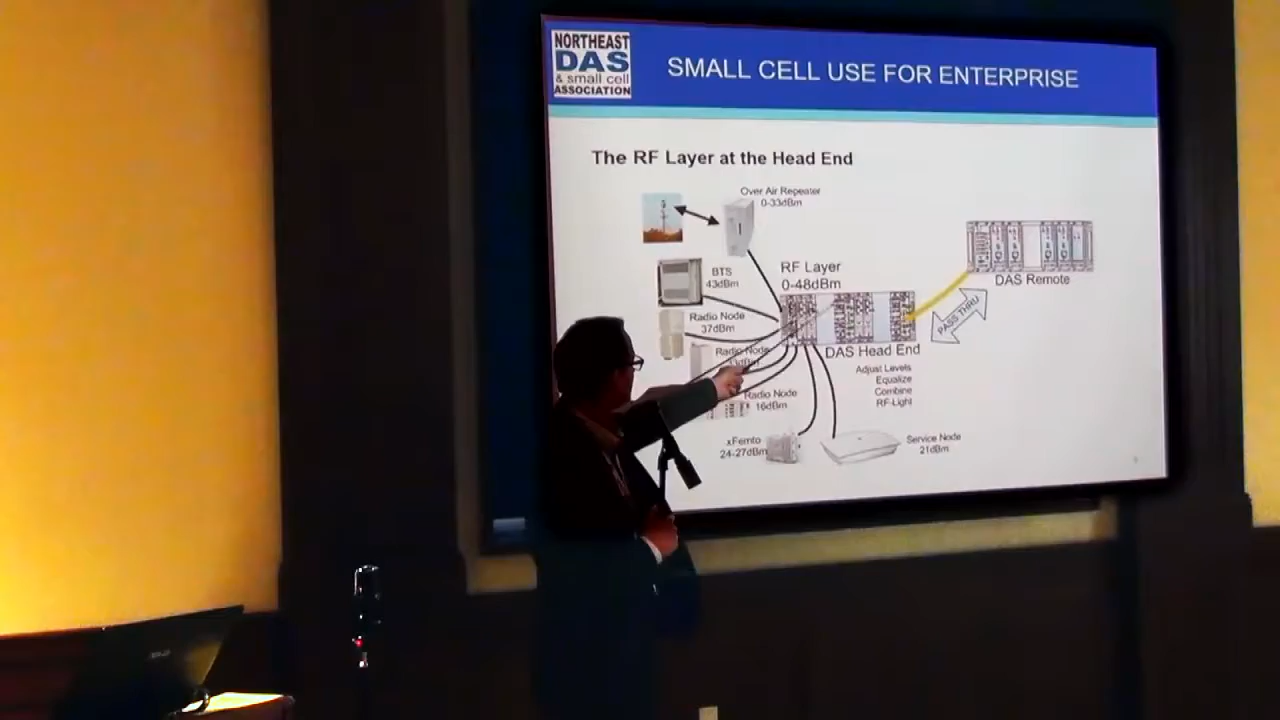 NORTHEAST
DAS
& small cell
ASSOCIATION
SMALL CELL USE FOR ENTERPRISE
The RF Layer at the Head End
Over Air Repeater
0-33dBm
BTS
43dBm
RF Layer
0-48dBm
DAS Remote
Radio Node
37dBm
PASS THRU
Radio Node
DAS Head End
Adjust Levels
Equalize
Combine
RF-Light
Radio Node
16dBm
xFemto
24-27dBm
Service Node
21dBm